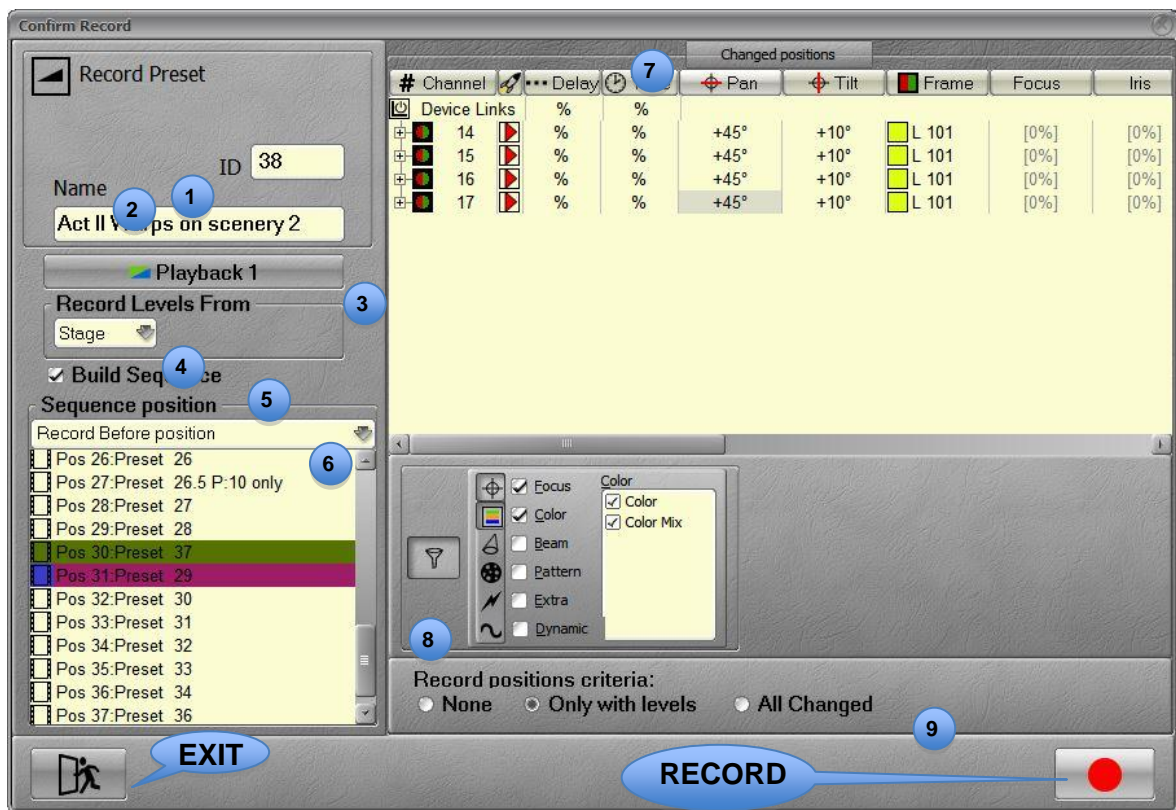 Confirm Record
Record Preset
ID 38
Name
1
2
Act II W rps on scenery 2
Playback 1
3
Record Levels From
Stage
4
Build Seq ce
5
Sequence position
Record Before position
6
Pos 26:Preset 26
Pos 27:Preset 26.5 P:10 only
Pos 28:Preset 27
Pos 29:Preset 28
Pos 30:Preset 37
Pos 31:Preset 29
Pos 32:Preset 30
Pos 33:Preset 31
Pos 34:Preset 32
Pos 35:Preset 33
Pos 36:Preset 34
Pos 37:Preset 36
EXIT
Changed positions
7
# Channel Delay Pan Tilt Frame Focus Iris
Device Links % %
14 % % +45° +10° L 101 [0%] [0%]
15 % % +45° +10° L 101 [0%] [0%]
16 % % +45° +10° L 101 [0%] [0%]
17 % % +45° +10° L 101 [0%] [0%]
Focus
Color
Beam
Pattern
Extra
Dynamic
Color
Color
Color Mix
8
Record positions criteria:
None Only with levels All Changed
9
RECORD